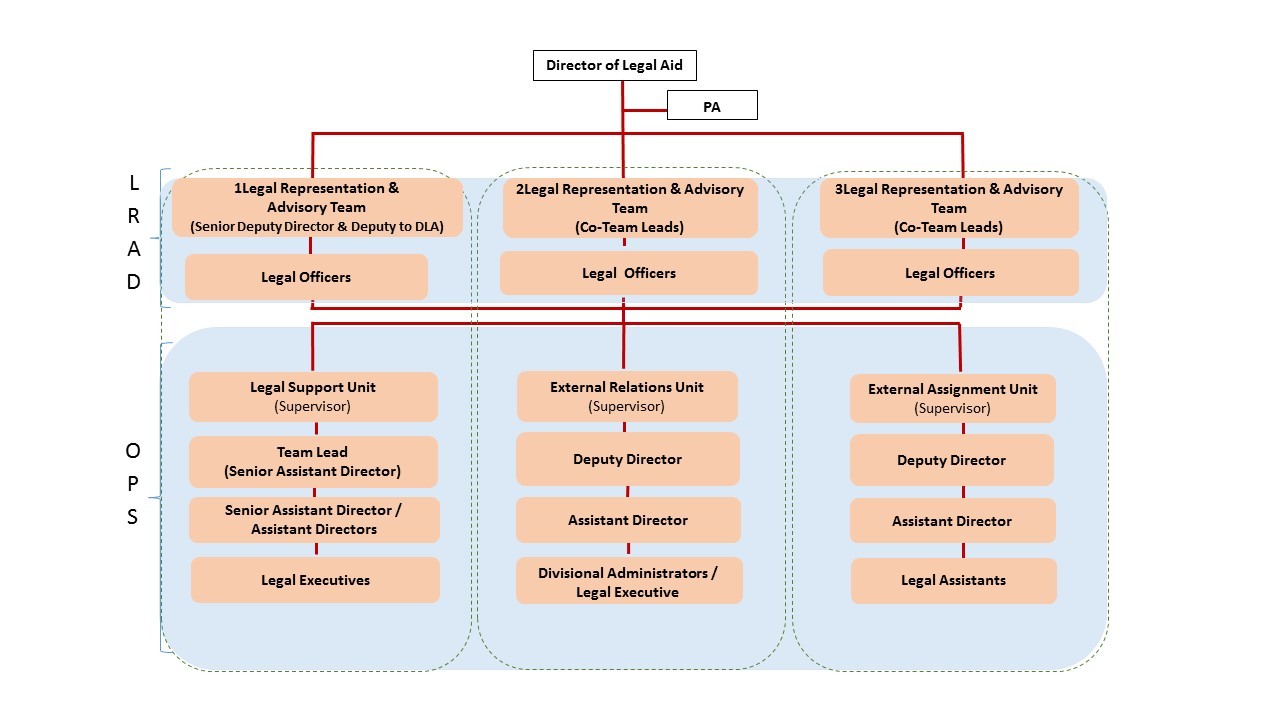 Director of Legal Aid
PA
L
R
A
D
1Legal Representation &
Advisory Team
(Senior Deputy Director & Deputy to DLA)
2Legal Representation & Advisory
Team
(Co-Team Leads)
3Legal Representation & Advisory
Team
(Co-Team Leads)
Legal Officers
Legal Officers
Legal Officers
O
P
S
Legal Support Unit
(Supervisor)
External Relations Unit
(Supervisor)
External Assignment Unit
(Supervisor)
Team Lead
(Senior Assistant Director)
Deputy Director
Deputy Director
Senior Assistant Director /
Assistant Directors
Assistant Director
Assistant Director
Legal Executives
Divisional Administrators /
Legal Executive
Legal Assistants